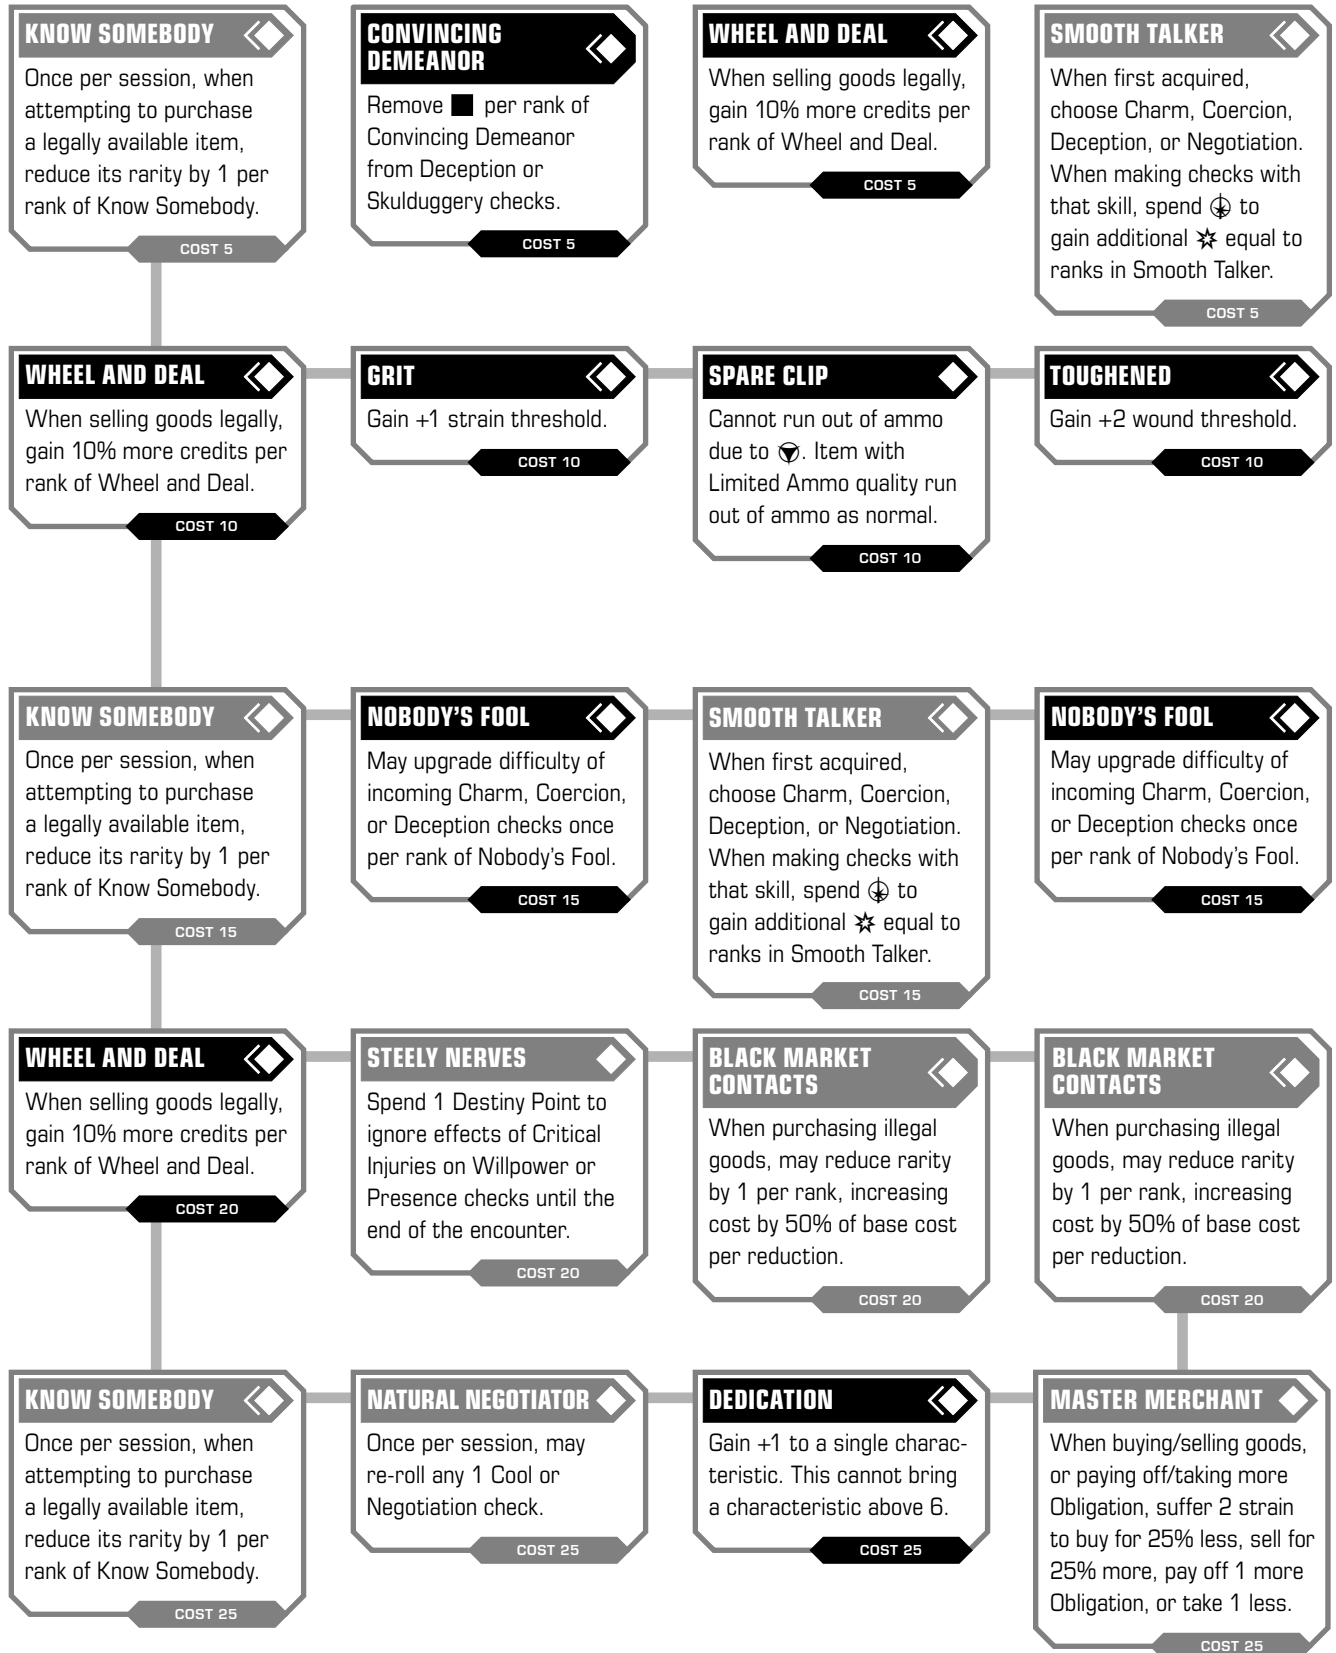 KNOW SOMEBODY
Once per session, when
attempting to purchase
a legally available item,
reduce its rarity by 1 per
rank of Know Somebody.
COST 5
CONVINCING
DEMEANOR
Remove per rank of
Convincing Demeanor
from Deception or
Skulduggery checks.
COST 5
WHEEL AND DEAL
When selling goods legally,
gain 10% more credits per
rank of Wheel and Deal.
COST 5
SMOOTH TALKER
When first acquired,
choose Charm, Coercion,
Deception, or Negotiation.
When making checks with
that skill, spend to
gain additional equal to
ranks in Smooth Talker.
COST 5
WHEEL AND DEAL
When selling goods legally,
gain 10% more credits per
rank of Wheel and Deal.
COST 10
GRIT
Gain +1 strain threshold.
COST 10
SPARE CLIP
Cannot run out of ammo
due to . Item with
Limited Ammo quality run
out of ammo as normal.
COST 10
TOUGHENED
Gain +2 wound threshold.
COST 10
KNOW SOMEBODY
Once per session, when
attempting to purchase
a legally available item,
reduce its rarity by 1 per
rank of Know Somebody.
COST 15
NOBODY'S FOOL
May upgrade difficulty of
incoming Charm, Coercion,
or Deception checks once
per rank of Nobody's Fool.
COST 15
SMOOTH TALKER
When first acquired,
choose Charm, Coercion,
Deception, or Negotiation.
When making checks with
that skill, spend to
gain additional equal to
ranks in Smooth Talker.
COST 15
NOBODY'S FOOL
May upgrade difficulty of
incoming Charm, Coercion,
or Deception checks once
per rank of Nobody's Fool.
COST 15
WHEEL AND DEAL
When selling goods legally,
gain 10% more credits per
rank of Wheel and Deal.
COST 20
STEELY NERVES
Spend 1 Destiny Point to
ignore effects of Critical
Injuries on Willpower or
Presence checks until the
end of the encounter.
COST 20
BLACK MARKET
CONTACTS
When purchasing illegal
goods, may reduce rarity
by 1 per rank, increasing
cost by 50% of base cost
per reduction.
COST 20
BLACK MARKET
CONTACTS
When purchasing illegal
goods, may reduce rarity
by 1 per rank, increasing
cost by 50% of base cost
per reduction.
COST 20
KNOW SOMEBODY
Once per session, when
attempting to purchase
a legally available item,
reduce its rarity by 1 per
rank of Know Somebody.
COST 25
NATURAL NEGOTIATOR
Once per session, may
re-roll any 1 Cool or
Negotiation check.
COST 25
DEDICATION
Gain +1 to a single charac-
teristic. This cannot bring
a characteristic above 6.
COST 25
MASTER MERCHANT
When buying/selling goods,
or paying off/taking more
Obligation, suffer 2 strain
to buy for 25% less, sell for
25% more, pay off 1 more
Obligation, or take 1 less.
COST 25